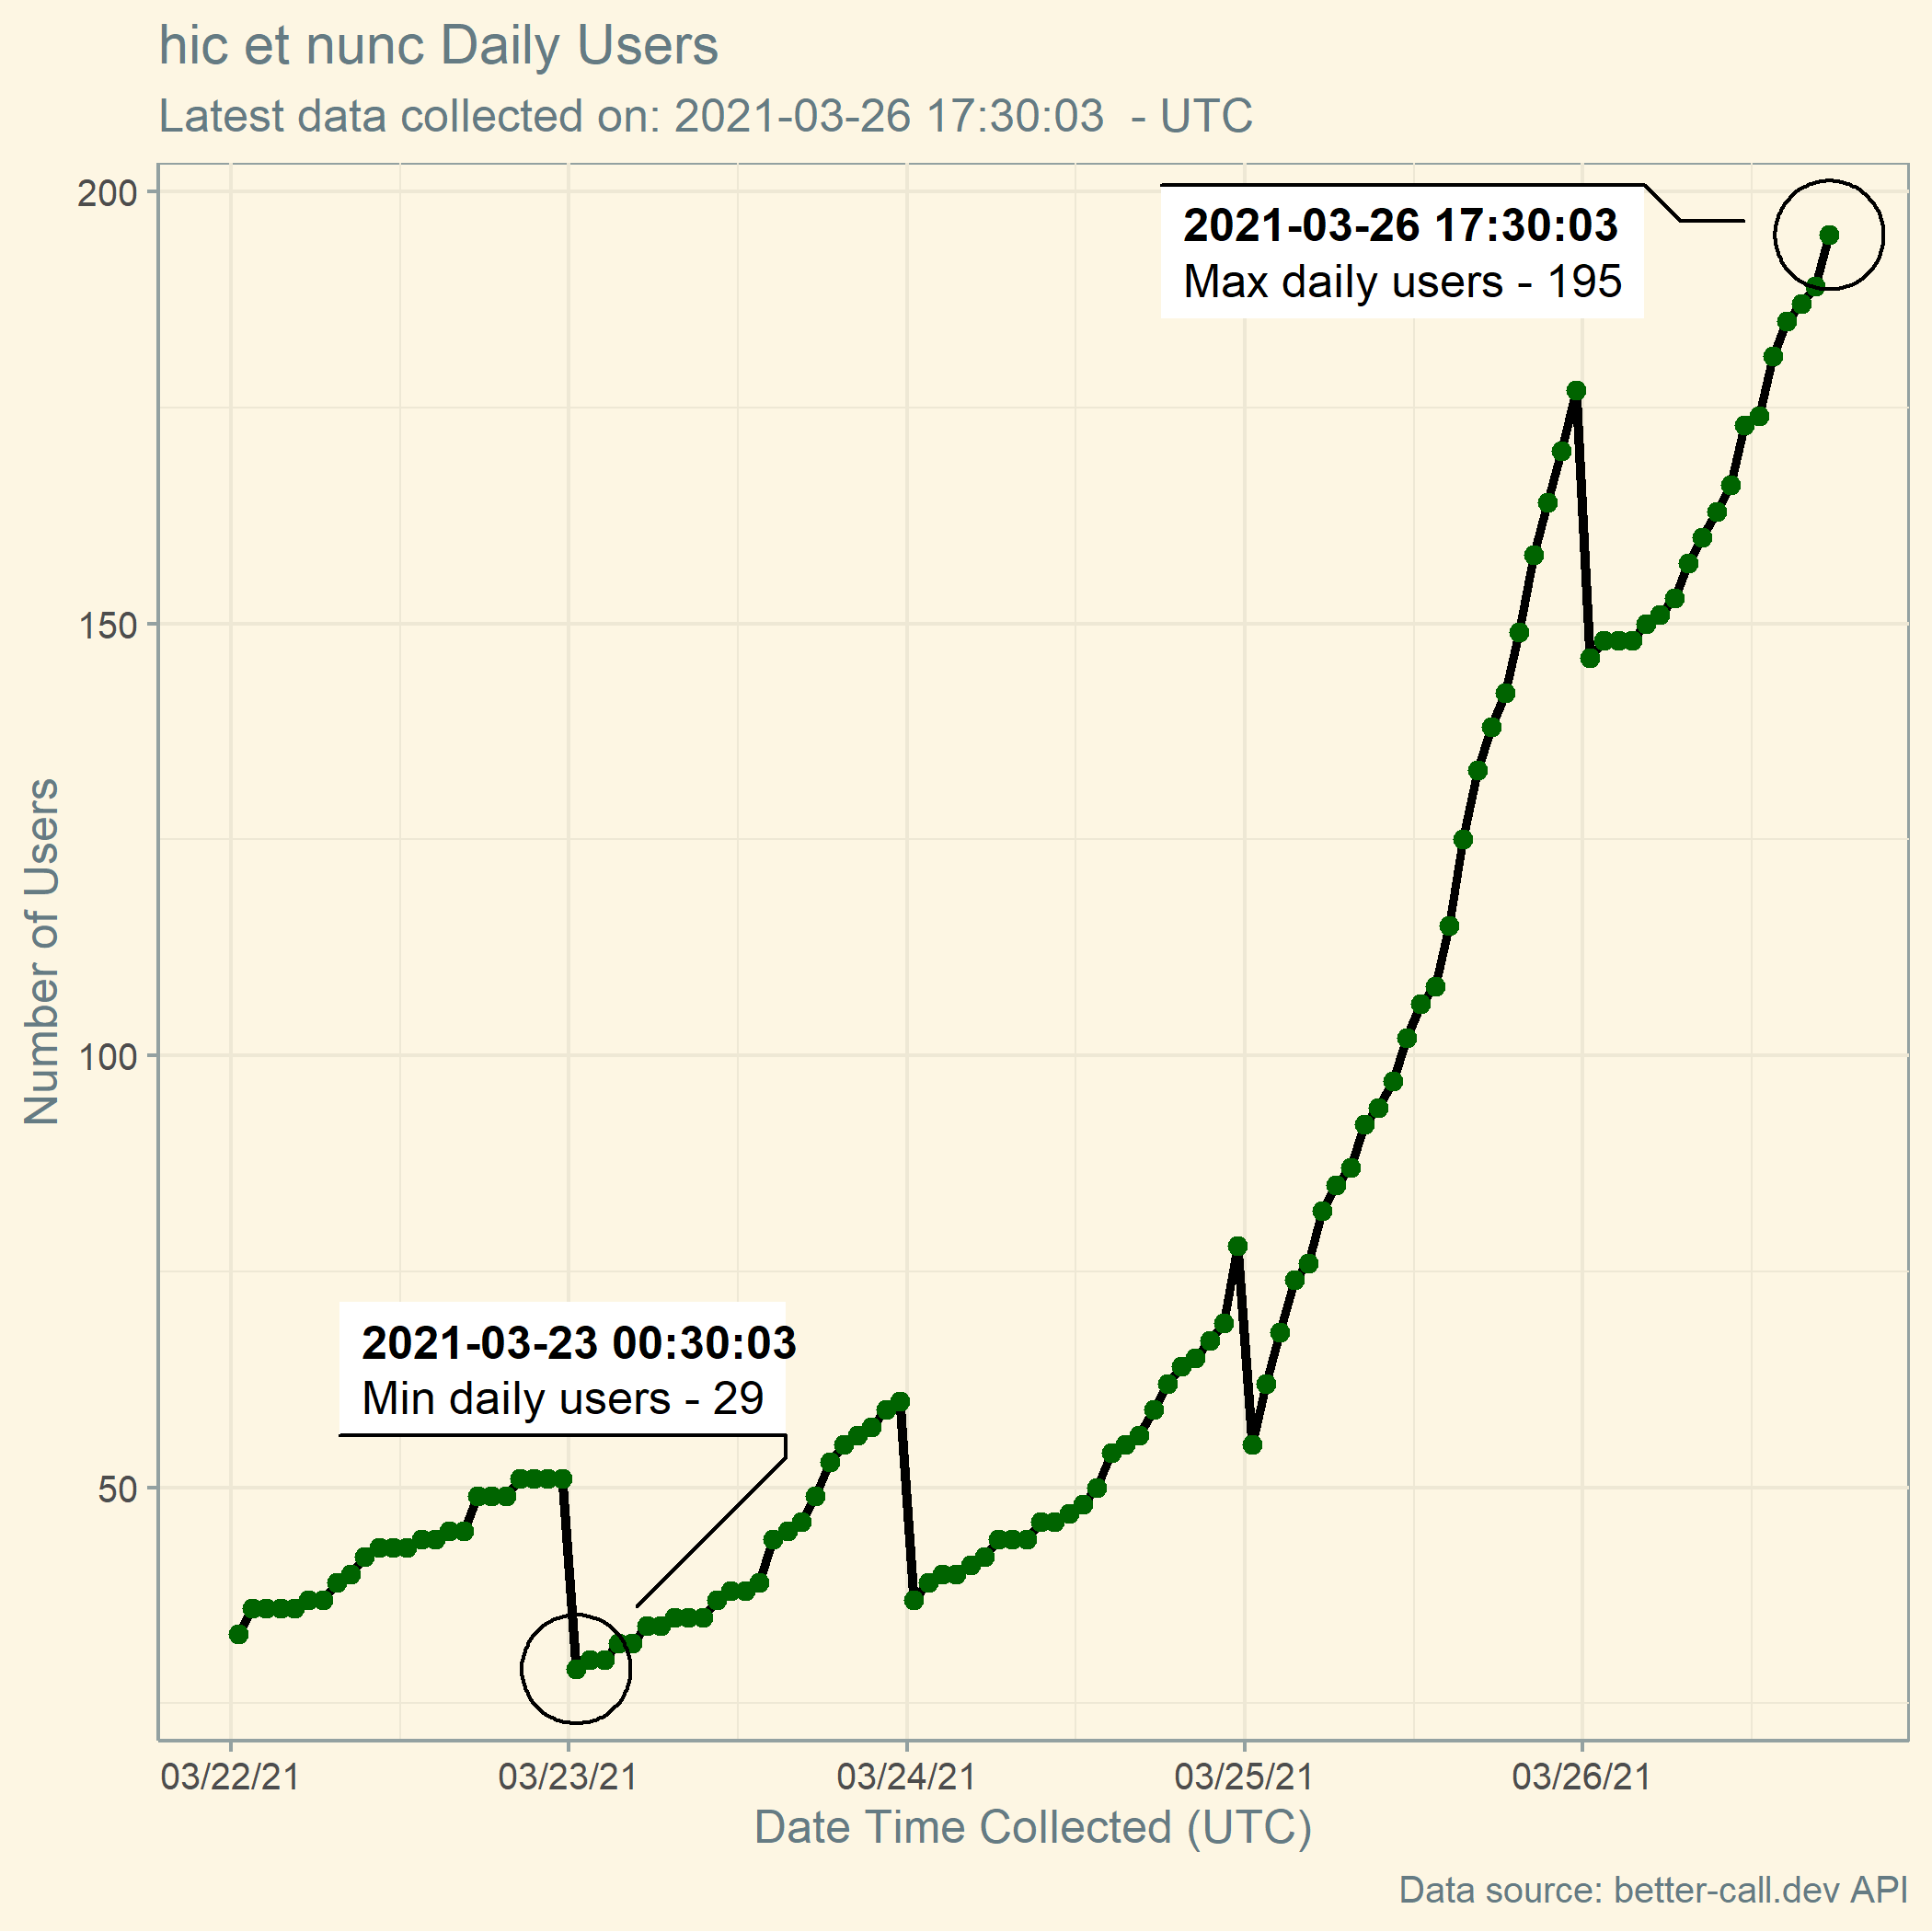 hic et nunc Daily Users
Latest data collected on: 2021-03-26 17:30:03  - UTC
200
2021-03-26 17:30:03
Max daily users - 195
150
Number of Users
100
2021-03-23 00:30:03
Min daily users - 29
50
03/22/21 03/23/21 03/24/21 03/25/21 03/26/21
Date Time Collected (UTC)
Data source: better-call.dev API